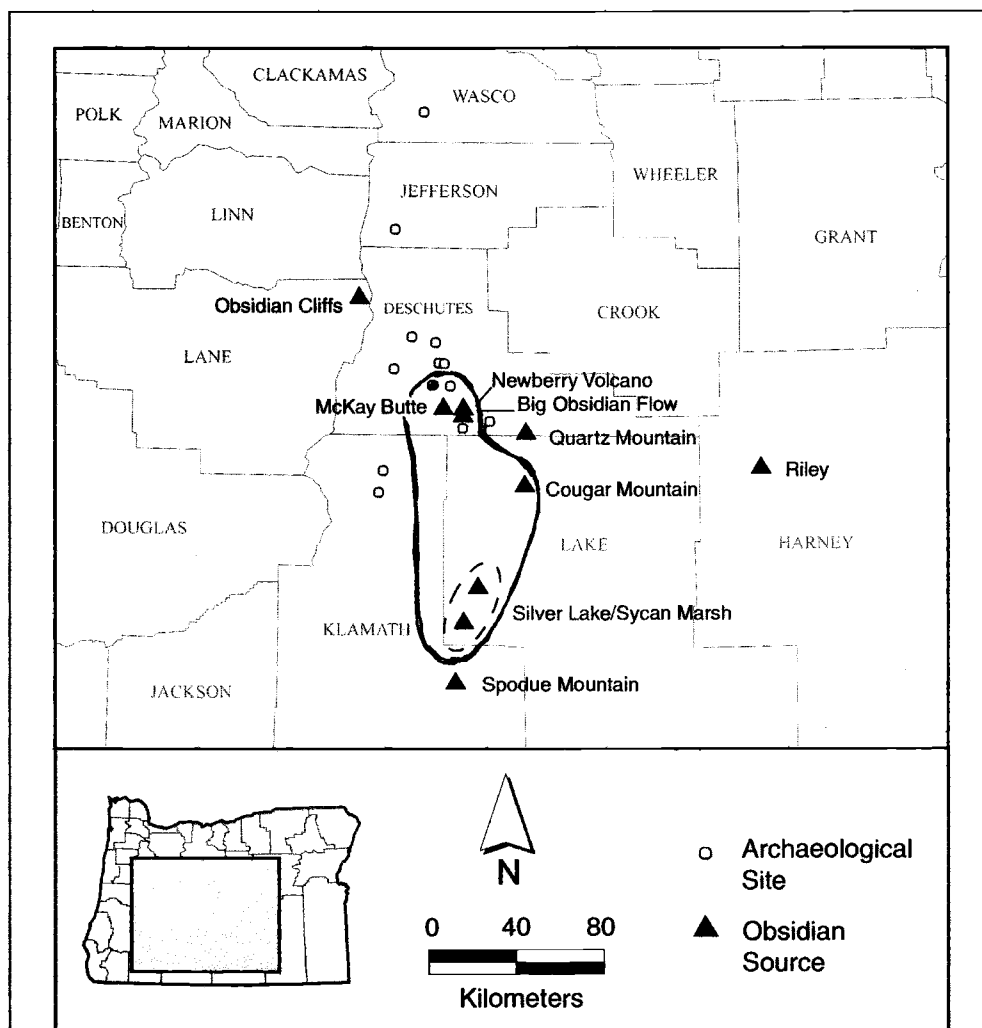 CLACKAMAS
WASCO
POLK
MARION
WHEELER
JEFFERSON
LINN
BENTON
GRANT
Obsidian Cliffs
DESCHUTES
CROOK
LANE
Newberry Volcano
McKay Butte
Big Obsidian Flow
Quartz Mountain
Riley
Cougar Mountain
DOUGLAS
LAKE
HARNEY
Silver Lake/Sycan Marsh
KLAMATH
Spodue Mountain
JACKSON
N
0 40 80
Kilometers
Archaeological
Site
Obsidian
Source